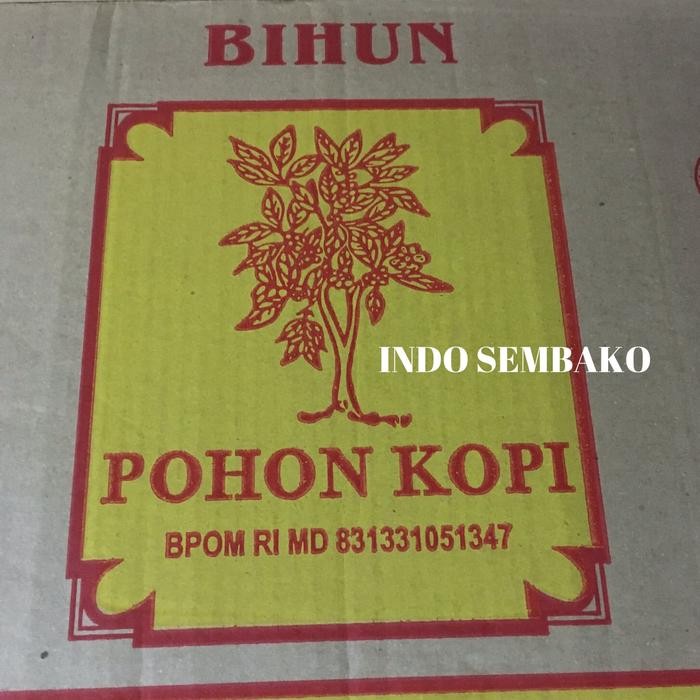 BIHUN
INDO SEMBAKO
POHON KOPI
BPOM RI MD 831331051347